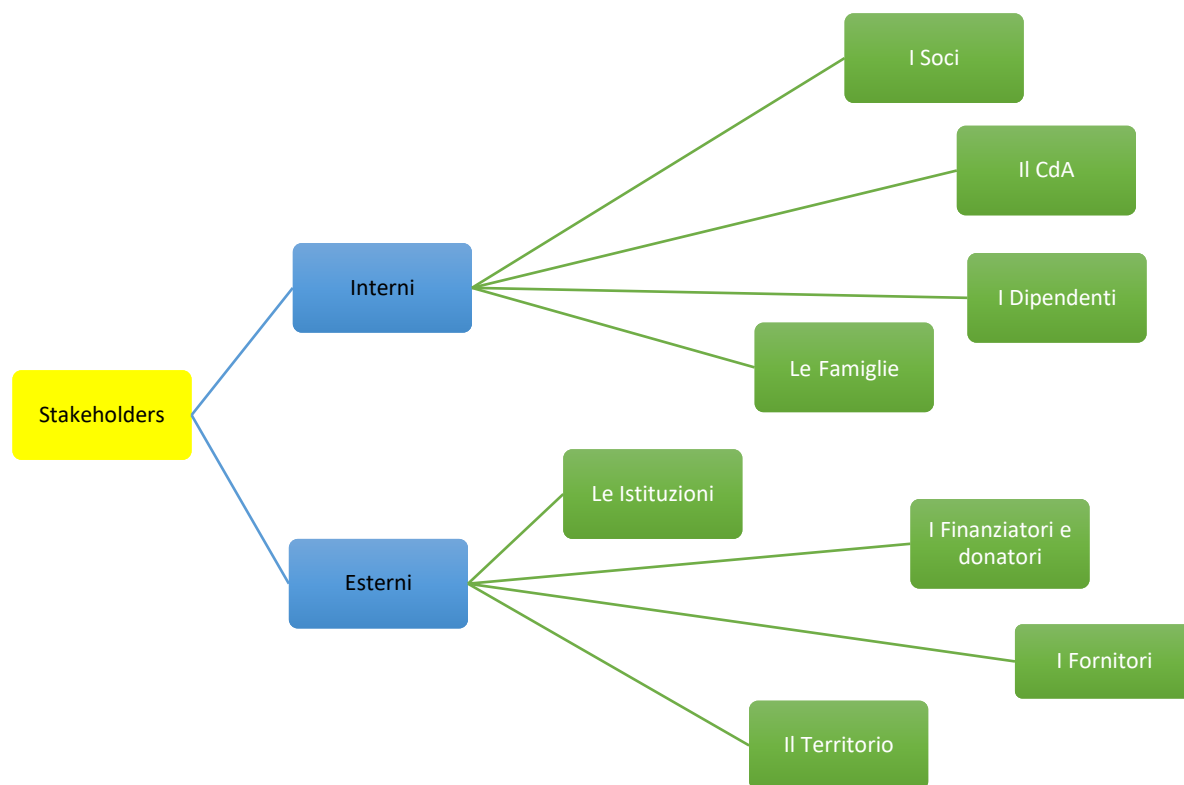 I Soci
Il CdA
Interni
I Dipendenti
Le Famiglie
Stakeholders
Le Istituzioni
I Finanziatori e
donatori
Esterni
I Fornitori
Il Territorio